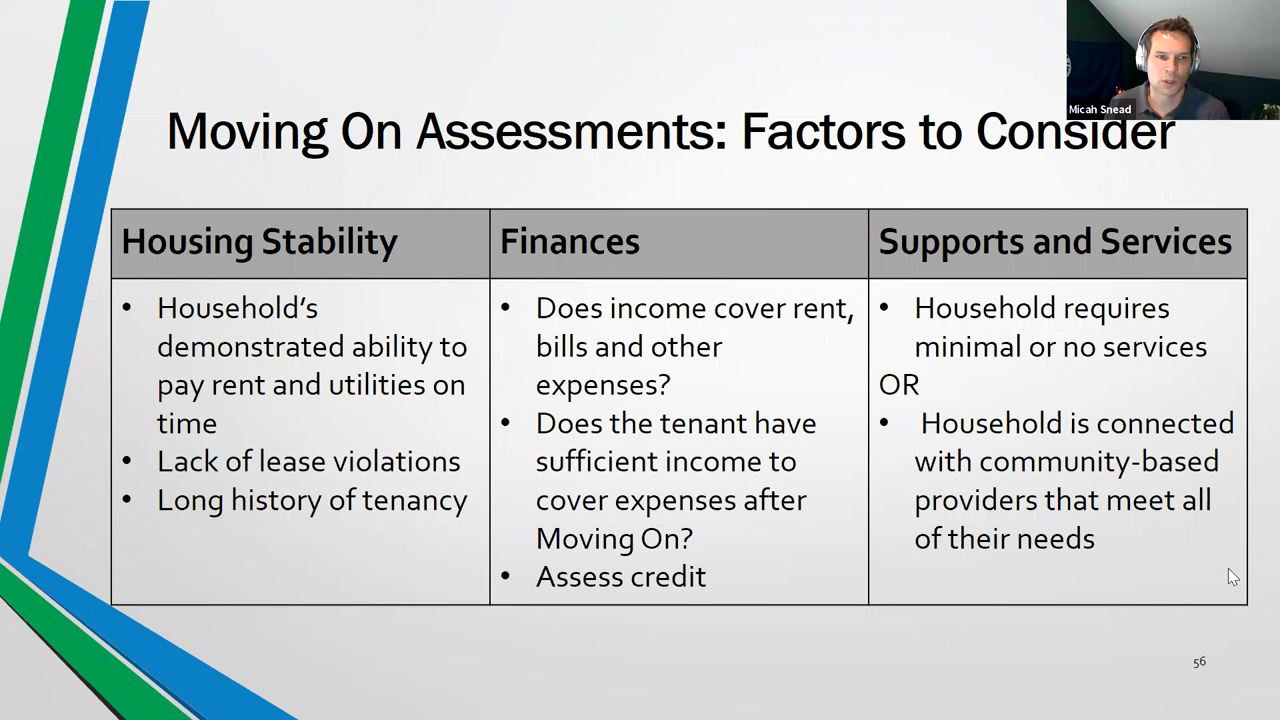 Micah Snead
Moving On Assessments: Factors to Consider
Housing Stability
• Household's
demonstrated ability to
pay rent and utilities on
time
• Lack of lease violations
• Long history of tenancy
Finances
• Does income cover rent,
bills and other
expenses?
• Does the tenant have
sufficient income to
cover expenses after
Moving On?
• Assess credit
Supports and Services
• Household requires
minimal or no services
OR
• Household is connected
with community-based
providers that meet all
of their needs
56